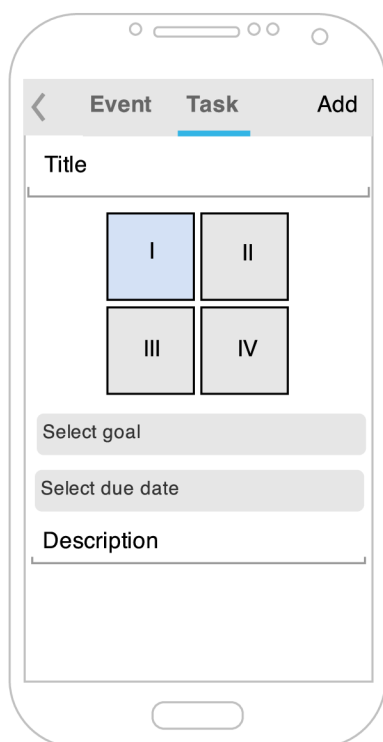 Event Task Add
Title
I II
III IV
Select goal
Select due date
Description